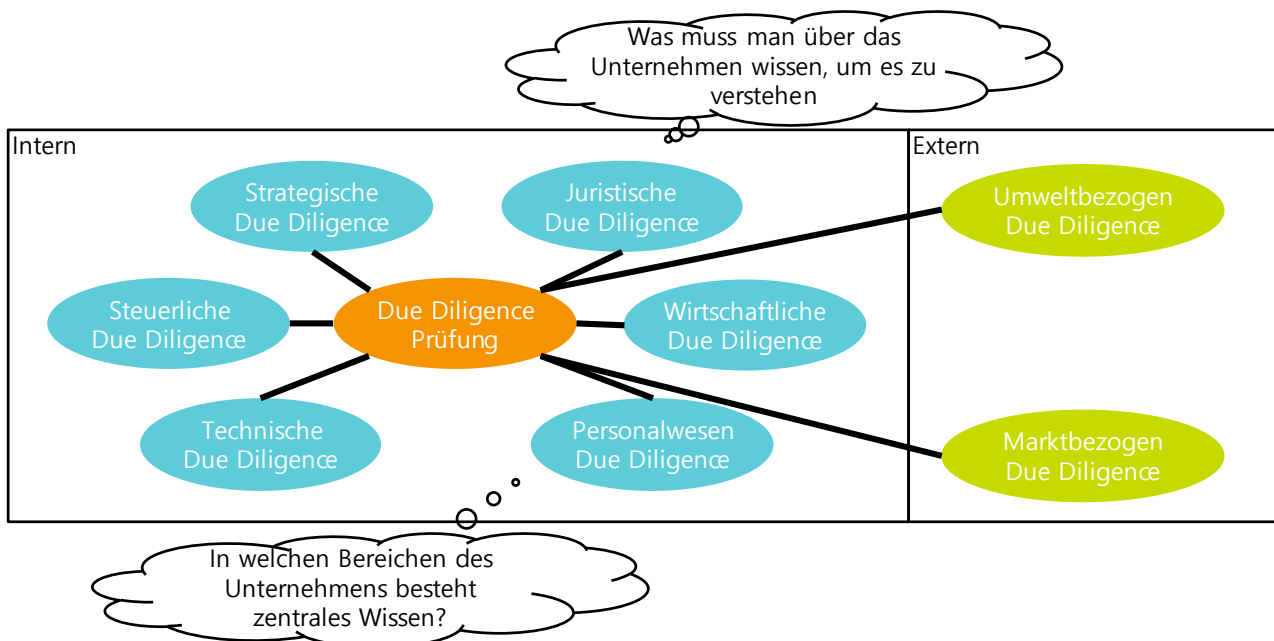 Was muss man über das
Unternehmen wissen, um es zu
verstehen
Intern
Extern
Strategische
Due Diligence
Juristische
Due Diligence
Umweltbezogen
Due Diligence
Steuerliche
Due Diligence
Due Diligence
Prüfung
Wirtschaftliche
Due Diligence
Technische
Due Diligence
Personalwesen
Due Diligence
Marktbezogen
Due Diligence
In welchen Bereichen des
Unternehmens besteht
zentrales Wissen?